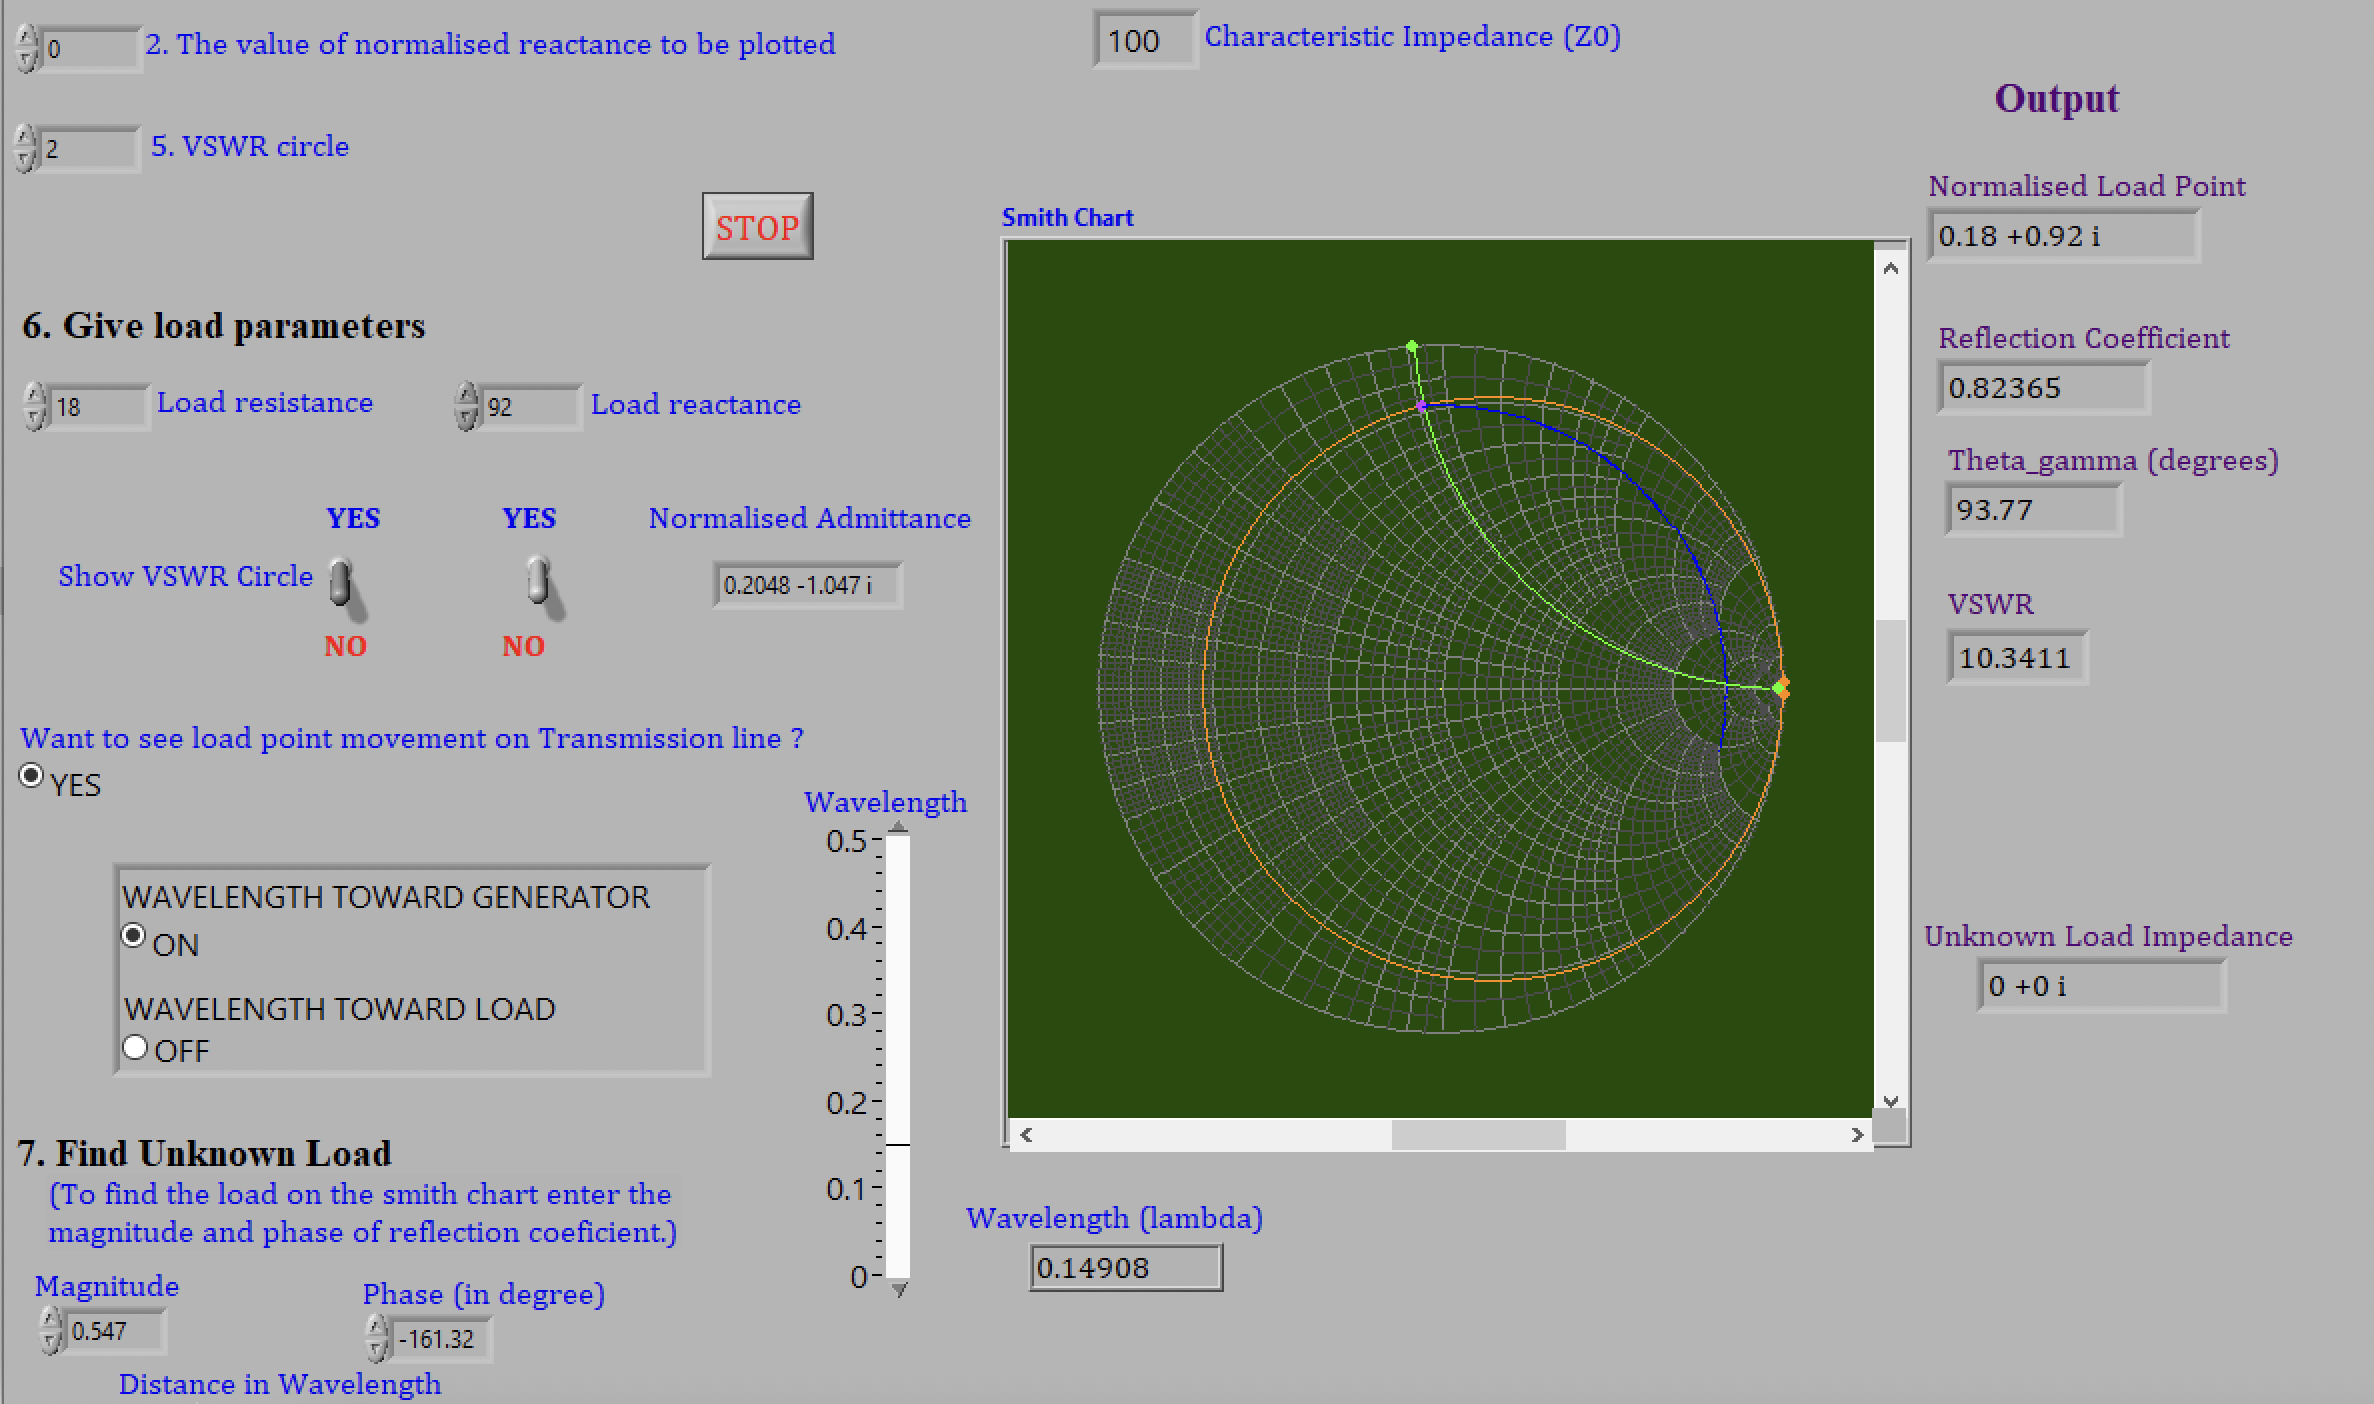 0 2. The value of normalised reactance to be plotted
100 Characteristic Impedance (Z0)
Output
2 5. VSWR circle
STOP
Smith Chart
Normalised Load Point
0.18 +0.92 i
6. Give load parameters
Reflection Coefficient
0.82365
18 Load resistance
92 Load reactance
Theta_gamma (degrees)
93.77
YES
YES
Normalised Admittance
Show VSWR Circle
0.2048 -1.047 i
NO
NO
VSWR
10.3411
Want to see load point movement on Transmission line ?
YES
Wavelength
0.5
0.4
0.3
0.2
0.1
0
WAVELENGTH TOWARD GENERATOR
ON
WAVELENGTH TOWARD LOAD
OFF
Unknown Load Impedance
0 +0 i
7. Find Unknown Load
(To find the load on the smith chart enter the
magnitude and phase of reflection coeficient.)
Wavelength (lambda)
0.14908
Magnitude
0.547
Phase (in degree)
-161.32
Distance in Wavelength